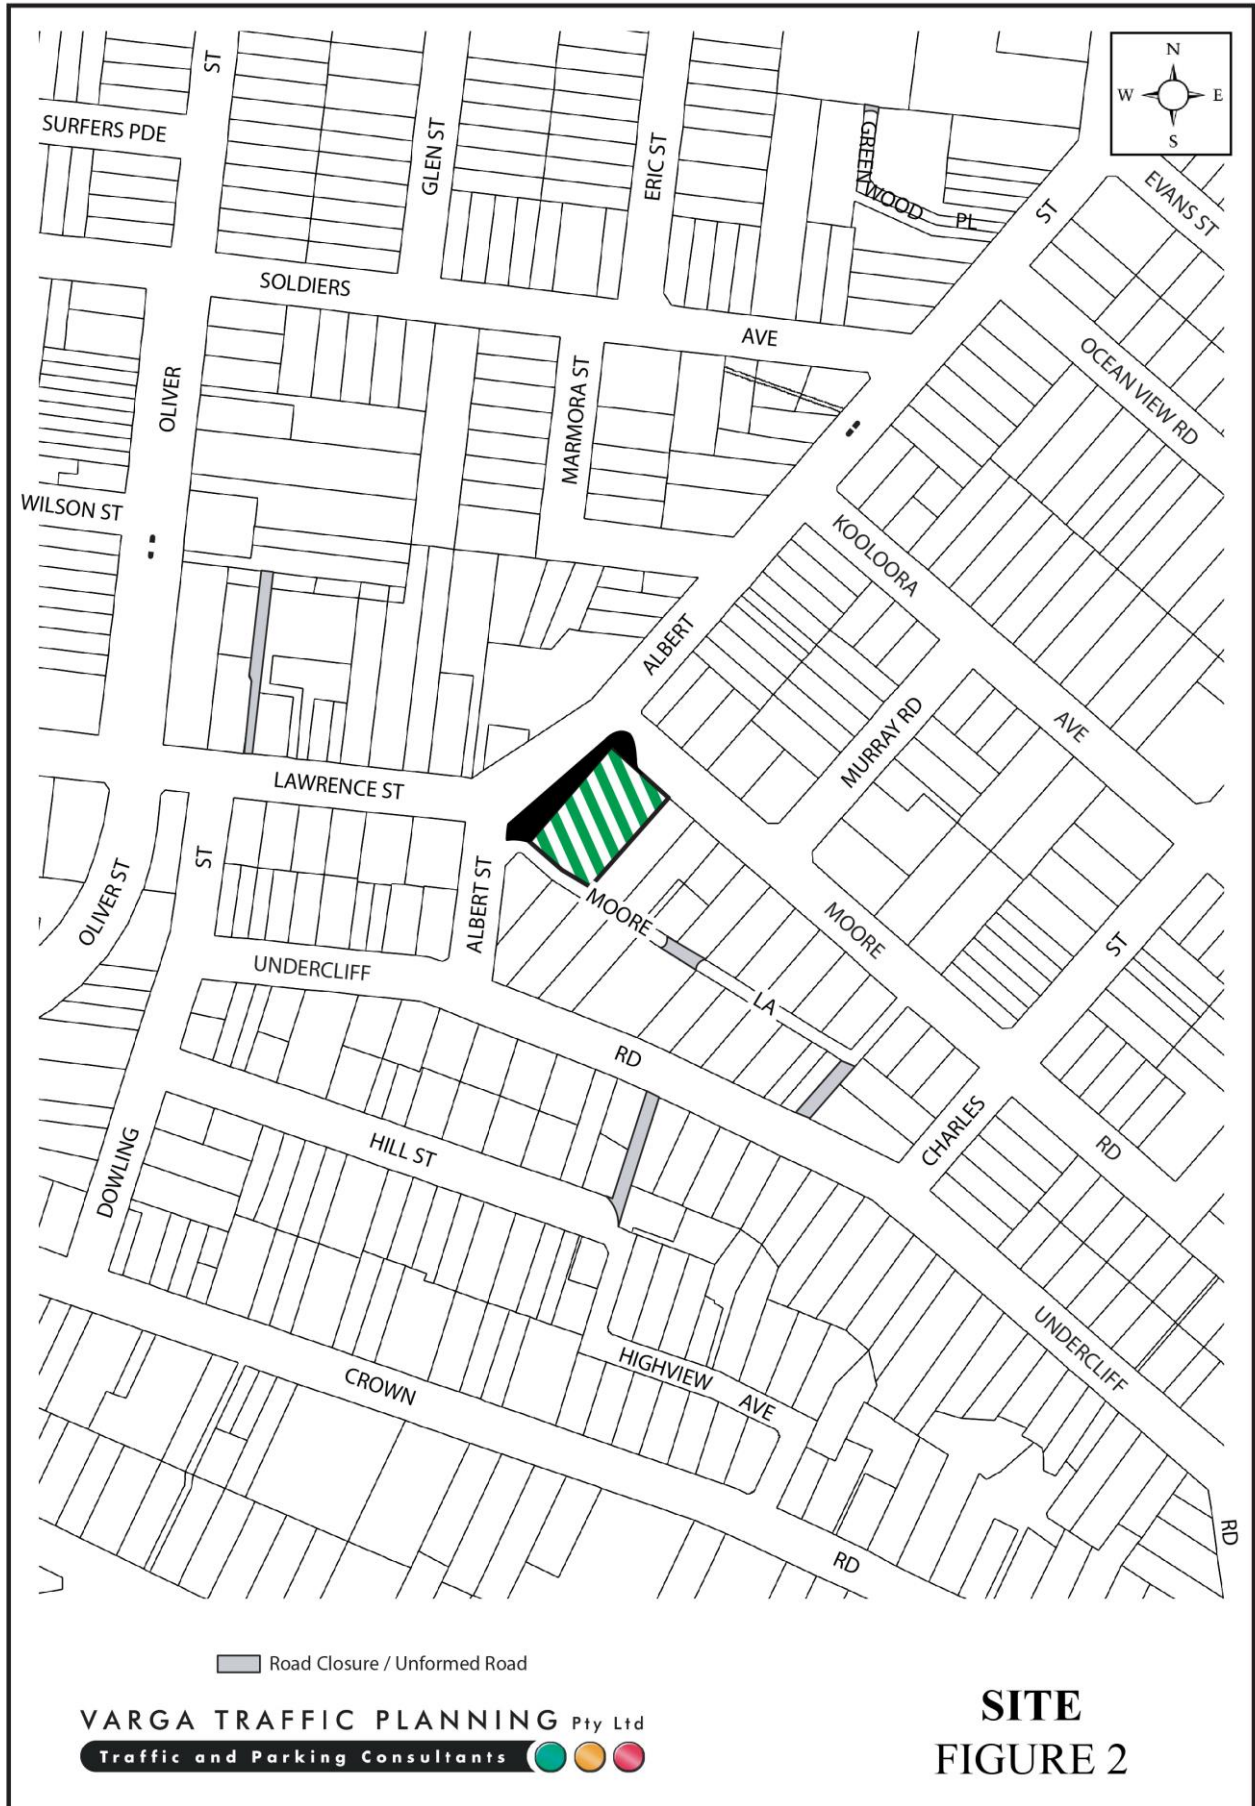 N
W E
S
ST
SURFERS PDE
GLEN ST
ERIC ST
GREENWOOD PL
EVANS ST
ST
SOLDIERS
AVE
OCEAN VIEW RD
OLIVER
MARMORA ST
WILSON ST
KOOLOORA
AVE
ALBERT
MURRAY RD
LAWRENCE ST
OLIVER ST
ST
ALBERT ST
MOORE
LA
MOORE
ST
UNDERCLIFF
RD
CHARLES
RD
HILL ST
DOWLING
UNDERCLIFF
HIGHVIEW
AVE
CROWN
RD
RD
Road Closure / Unformed Road
VARGA TRAFFIC PLANNING Pty Ltd
Traffic and Parking Consultants
SITE
FIGURE 2